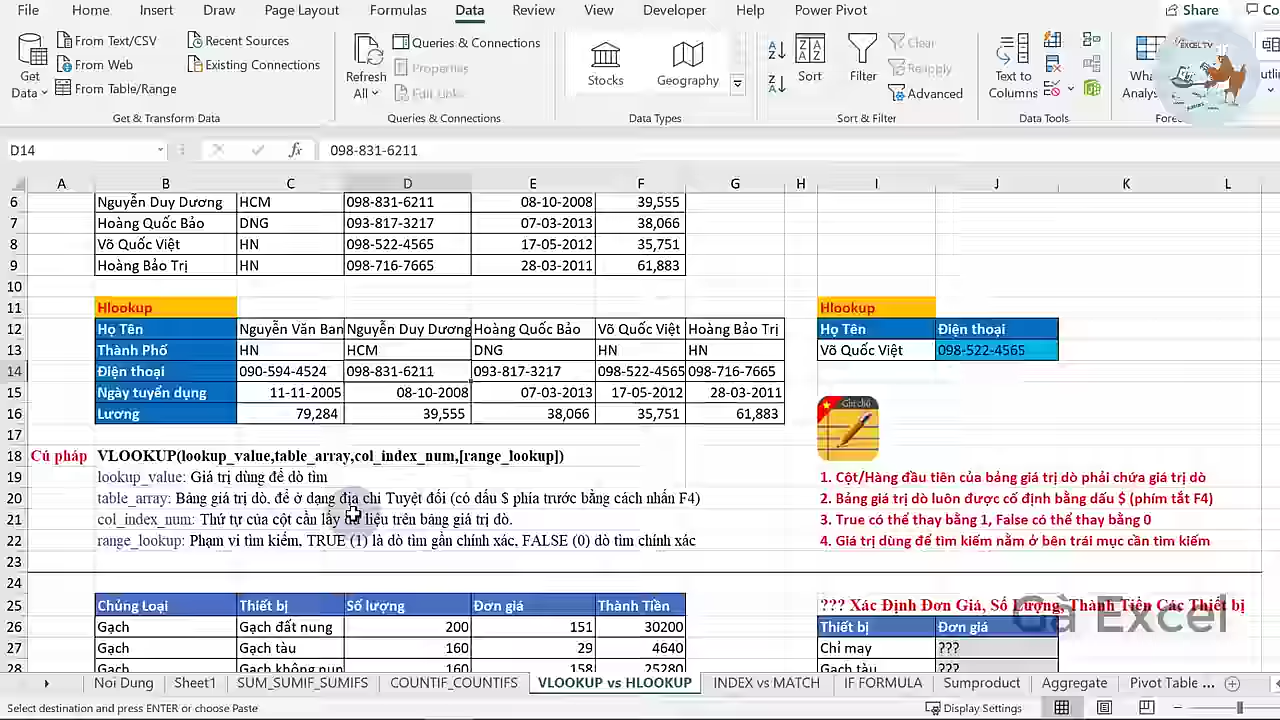 File Home Insert Draw Page Layout Formulas Data Review View Developer Help Power Pivot Share
Get Data From Text/CSV From Web From Table/Range Recent Sources Existing Connections
Get & Transform Data
Refresh All Queries & Connections Properties Edit Links
Queries & Connections
Stocks Geography
Data Types
Sort Filter Clear Reapply Advanced
Sort & Filter
Text to Columns
Data Tools
EXCEL TV
D14 fx 098-831-6211
A B C D E F G H I J K L
6 Nguyễn Duy Dương HCM 098-831-6211 08-10-2008 39,555
7 Hoàng Quốc Bảo DNG 093-817-3217 07-03-2013 38,066
8 Võ Quốc Việt HN 098-522-4565 17-05-2012 35,751
9 Hoàng Bảo Trị HN 098-716-7665 28-03-2011 61,883
10
11 Hlookup Hlookup
12 Họ Tên Nguyễn Văn Ban Nguyễn Duy Dương Hoàng Quốc Bảo Võ Quốc Việt Hoàng Bảo Trị Họ Tên Điện thoại
13 Thành Phố HN HCM DNG HN HN Võ Quốc Việt 098-522-4565
14 Điện thoại 090-594-4524 098-831-6211 093-817-3217 098-522-4565 098-716-7665
15 Ngày tuyển dụng 11-11-2005 08-10-2008 07-03-2013 17-05-2012 28-03-2011
16 Lương 79,284 39,555 38,066 35,751 61,883
Ghi chú
17
18 Cú pháp VLOOKUP(lookup_value,table_array,col_index_num,[range_lookup])
19 lookup_value: Giá trị dùng để dò tìm 1. Cột/Hàng đầu tiên của bảng giá trị dò phải chứa giá trị dò
20 table_array: Bảng giá trị dò, để ở dạng địa chỉ Tuyệt đối (có dấu $ phía trước bằng cách nhấn F4) 2. Bảng giá trị dò luôn được cố định bằng dấu $ (phím tắt F4)
21 col_index_num: Thứ tự của cột cần lấy dữ liệu trên bảng giá trị dò. 3. True có thể thay bằng 1, False có thể thay bằng 0
22 range_lookup: Phạm vi tìm kiếm, TRUE (1) là dò tìm gần chính xác, FALSE (0) dò tìm chính xác 4. Giá trị dùng để tìm kiếm nằm ở bên trái mục cần tìm kiếm
23
24
25 Chủng Loại Thiết bị Số lượng Đơn giá Thành Tiền ??? Xác Định Đơn Giá, Số Lượng, Thành Tiền Các Thiết bị
26 Gạch Gạch đất nung 200 151 30200 Thiết bị Đơn giá
27 Gạch Gạch tàu 160 29 4640 Chỉ may ???
28 Gạch Gạch không nun 160 158 25280 Gạch tàu ???
Gà Excel
Noi Dung Sheet1 SUM_SUMIF_SUMIFS COUNTIF_COUNTIFS VLOOKUP vs HLOOKUP INDEX vs MATCH IF FORMULA Sumproduct Aggregate Pivot Table ...
Select destination and press ENTER or choose Paste Display Settings